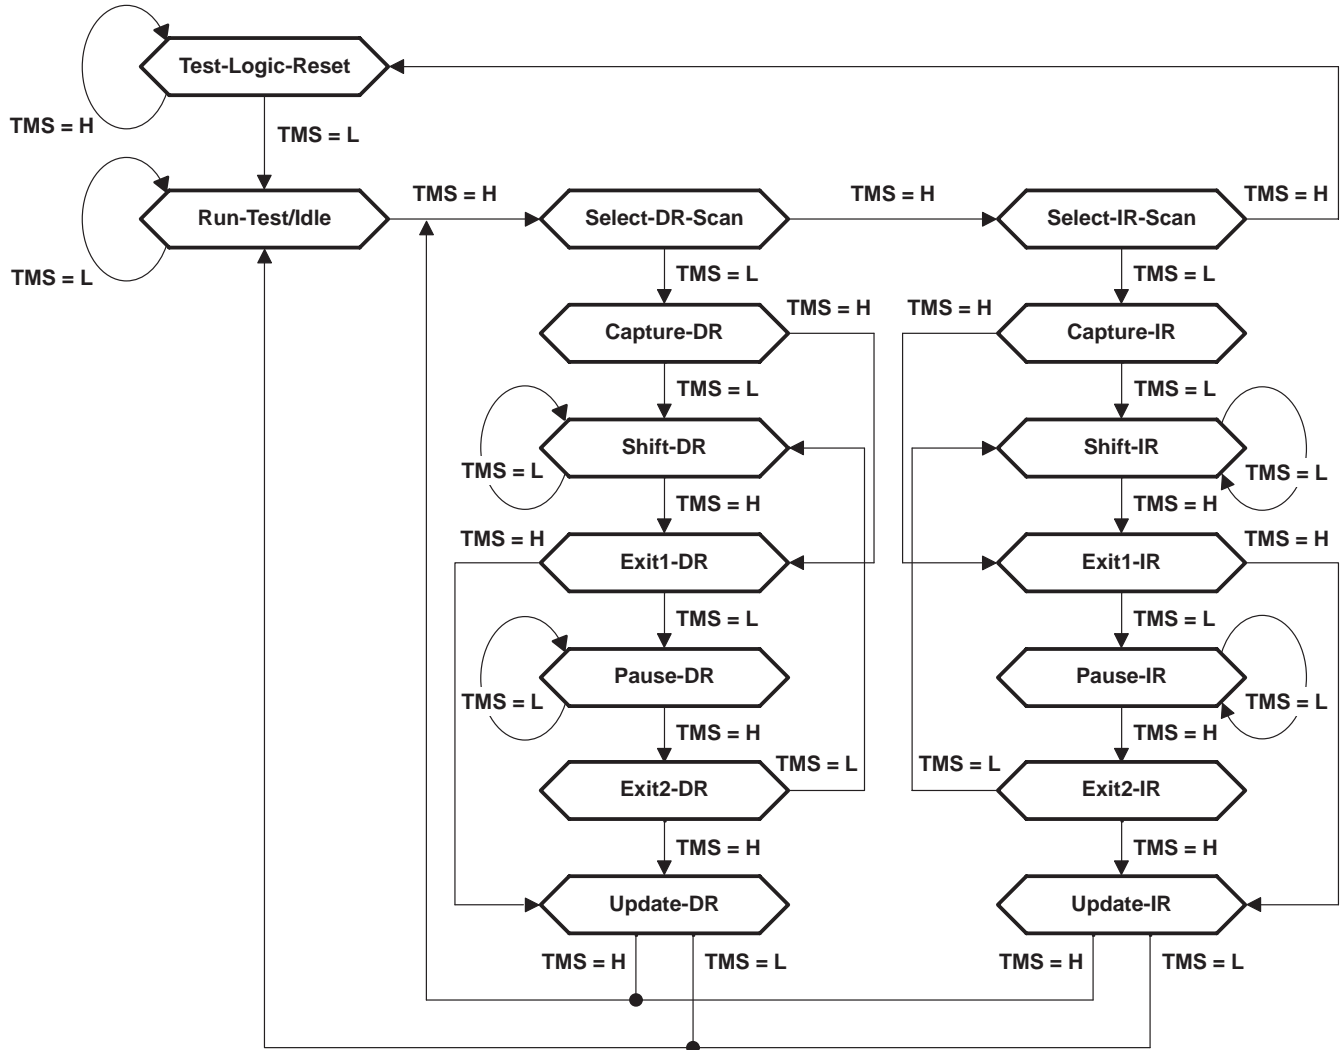 Test-Logic-Reset
TMS = H
TMS = L
Run-Test/Idle
TMS = H
Select-DR-Scan
TMS = H
Select-IR-Scan
TMS = H
TMS = L
TMS = L
TMS = L
Capture-DR
TMS = H
TMS = H
Capture-IR
TMS = L
TMS = L
Shift-DR
Shift-IR
TMS = L
TMS = L
TMS = H
TMS = H
TMS = H
Exit1-DR
Exit1-IR
TMS = H
TMS = L
TMS = L
Pause-DR
Pause-IR
TMS = L
TMS = L
TMS = H
TMS = H
Exit2-DR
TMS = L
TMS = L
Exit2-IR
TMS = H
TMS = H
Update-DR
Update-IR
TMS = H
TMS = L
TMS = H
TMS = L